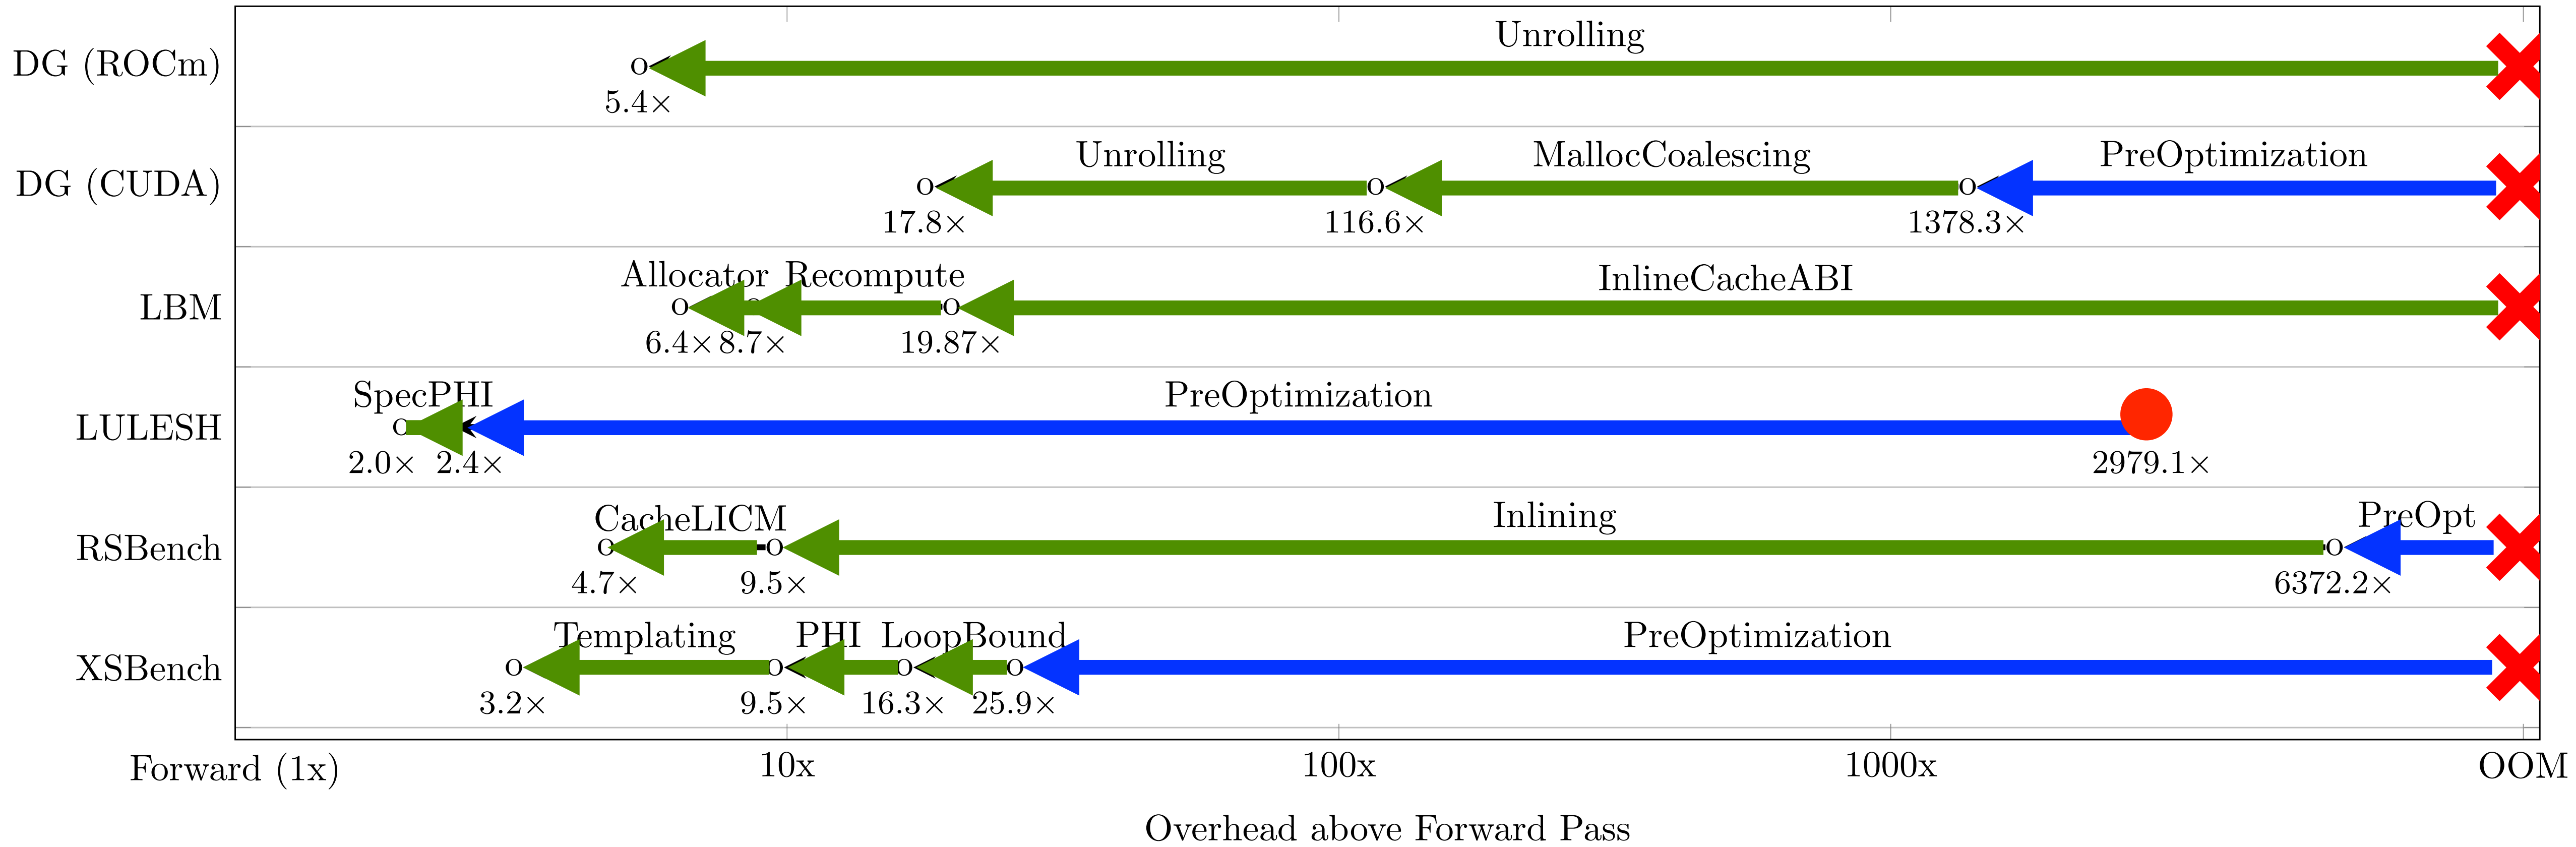 Unrolling
DG (ROCm)
5.4×
Unrolling MallocCoalescing PreOptimization
DG (CUDA)
17.8× 116.6× 1378.3×
Allocator Recompute InlineCacheABI
LBM
6.4× 8.7× 19.87×
SpecPHI PreOptimization
LULESH
2.0× 2.4× 2979.1×
CacheLICM Inlining PreOpt
RSBench
4.7× 9.5× 6372.2×
Templating PHI LoopBound PreOptimization
XSBench
3.2× 9.5× 16.3× 25.9×
Forward (1x) 10x 100x 1000x OOM
Overhead above Forward Pass